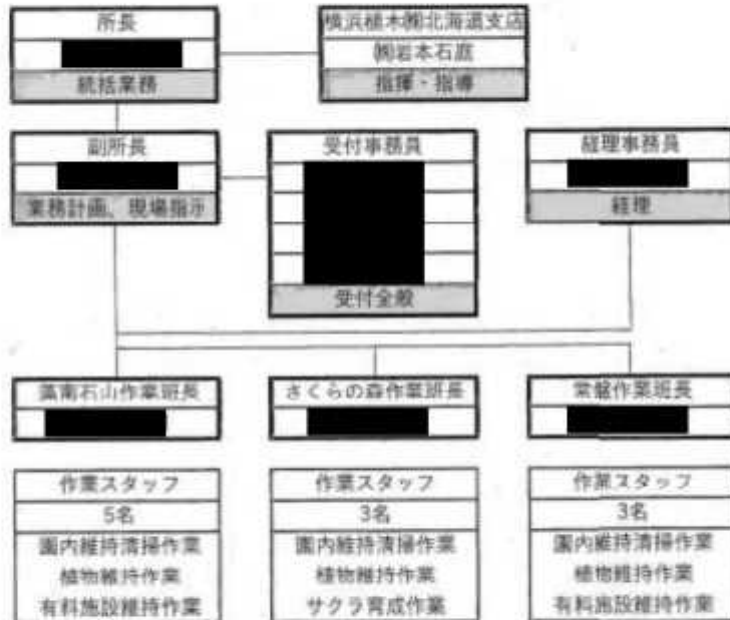 所長
統括業務
横浜植木㈱北海道支店
㈱岩本石庭
指揮・指導
副所長
業務計画、現場指示
受付事務員
受付全般
経理事務員
経理
藻南石山作業班長
さくらの森作業班長
常盤作業班長
作業スタッフ
5名
園内維持清掃作業
植物維持作業
有料施設維持作業
作業スタッフ
3名
園内維持清掃作業
植物維持作業
サクラ育成作業
作業スタッフ
3名
園内維持清掃作業
植物維持作業
有料施設維持作業